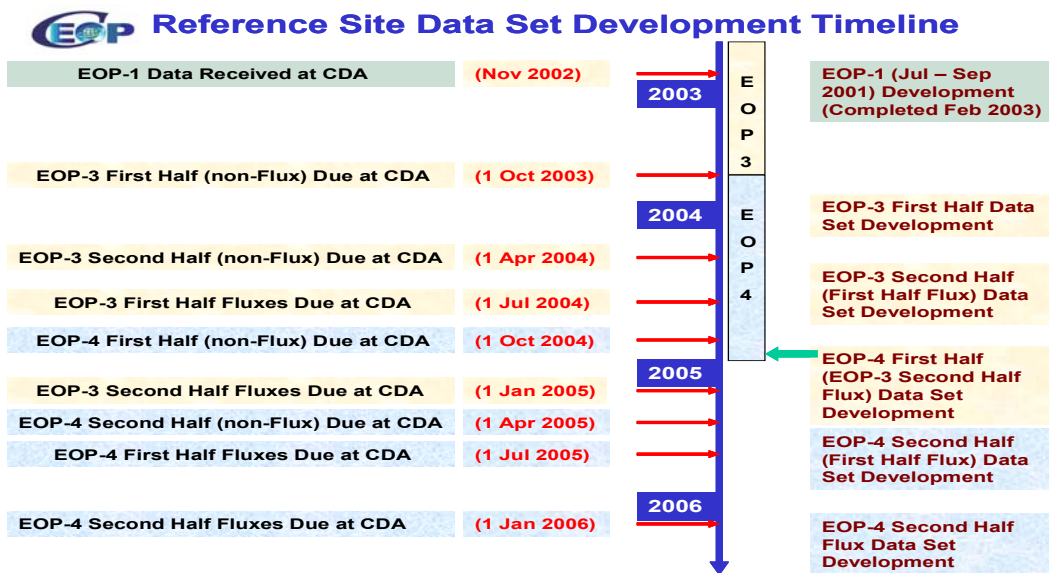 CEOP
Reference Site Data Set Development Timeline
EOP-1 Data Received at CDA
(Nov 2002)
2003
EOP-1 (Jul – Sep
2001) Development
(Completed Feb 2003)
E
O
P
3
EOP-3 First Half (non-Flux) Due at CDA
(1 Oct 2003)
2004
E
O
P
4
EOP-3 First Half Data
Set Development
EOP-3 Second Half (non-Flux) Due at CDA
(1 Apr 2004)
EOP-3 Second Half
(First Half Flux) Data
Set Development
EOP-3 First Half Fluxes Due at CDA
(1 Jul 2004)
EOP-4 First Half (non-Flux) Due at CDA
(1 Oct 2004)
2005
EOP-4 First Half
(EOP-3 Second Half
Flux) Data Set
Development
EOP-3 Second Half Fluxes Due at CDA
(1 Jan 2005)
EOP-4 Second Half (non-Flux) Due at CDA
(1 Apr 2005)
EOP-4 Second Half
(First Half Flux) Data
Set Development
EOP-4 First Half Fluxes Due at CDA
(1 Jul 2005)
2006
EOP-4 Second Half Fluxes Due at CDA
(1 Jan 2006)
EOP-4 Second Half
Flux Data Set
Development